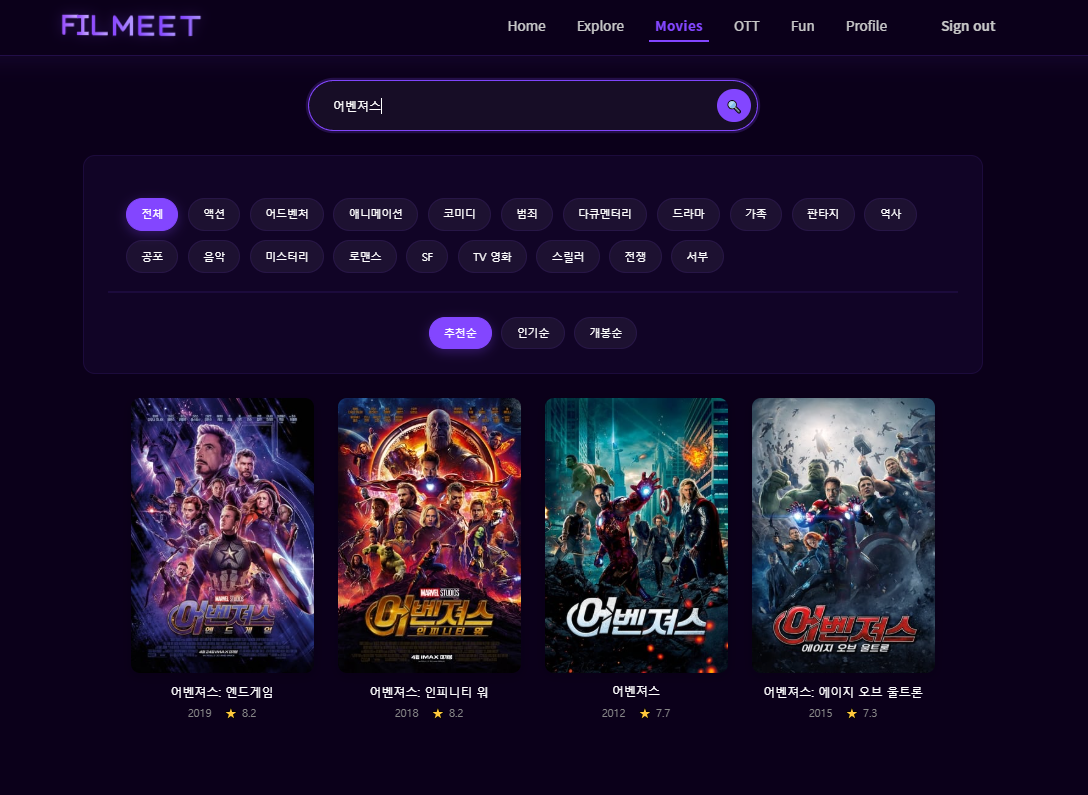 FILMEET Home Explore Movies OTT Fun Profile Sign out
어벤져스
전체 액션 어드벤처 애니메이션 코미디 범죄 다큐멘터리 드라마 가족 판타지 역사
공포 음악 미스터리 로맨스 SF TV 영화 스릴러 전쟁 서부
추천순 인기순 개봉순
MARVEL STUDIOS
어벤져스
엔드게임
MARVEL STUDIOS
어벤져스
인피니티 워
어벤져스
어벤져스
에이지 오브 울트론
어벤져스: 엔드게임 어벤져스: 인피니티 워 어벤져스 어벤져스: 에이지 오브 울트론
2019 ★ 8.2 2018 ★ 8.2 2012 ★ 7.7 2015 ★ 7.3